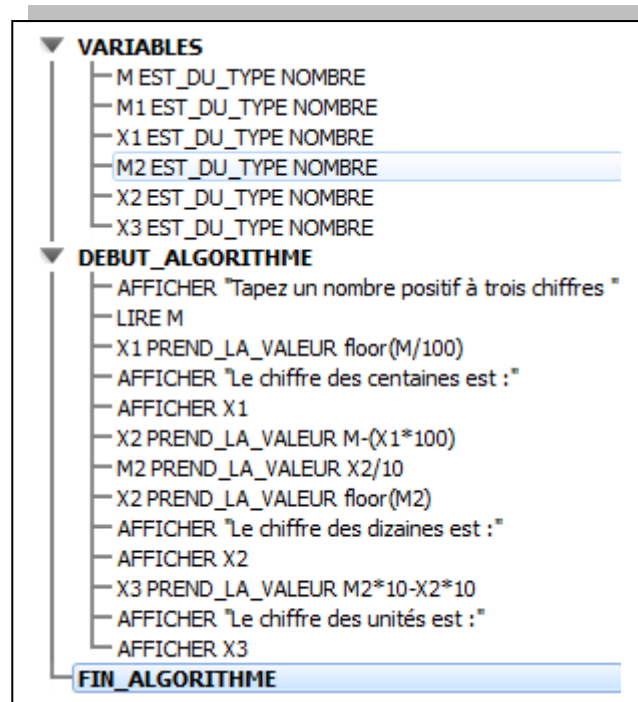 VARIABLES
M EST_DU_TYPE NOMBRE
M1 EST_DU_TYPE NOMBRE
X1 EST_DU_TYPE NOMBRE
M2 EST_DU_TYPE NOMBRE
X2 EST_DU_TYPE NOMBRE
X3 EST_DU_TYPE NOMBRE
DEBUT_ALGORITHME
AFFICHER "Tapez un nombre positif à trois chiffres "
LIRE M
X1 PREND_LA_VALEUR floor(M/100)
AFFICHER "Le chiffre des centaines est :"
AFFICHER X1
X2 PREND_LA_VALEUR M-(X1*100)
M2 PREND_LA_VALEUR X2/10
X2 PREND_LA_VALEUR floor(M2)
AFFICHER "Le chiffre des dizaines est :"
AFFICHER X2
X3 PREND_LA_VALEUR M2*10-X2*10
AFFICHER "Le chiffre des unités est :"
AFFICHER X3
FIN_ALGORITHME